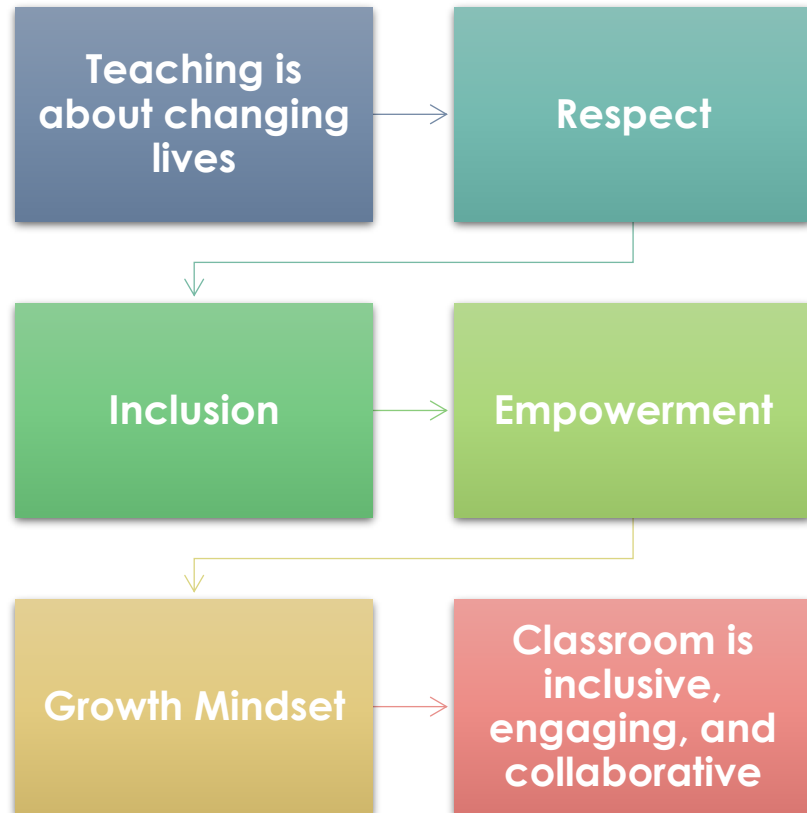 Teaching is
about changing
lives
Respect
Inclusion
Empowerment
Growth Mindset
Classroom is
inclusive,
engaging, and
collaborative